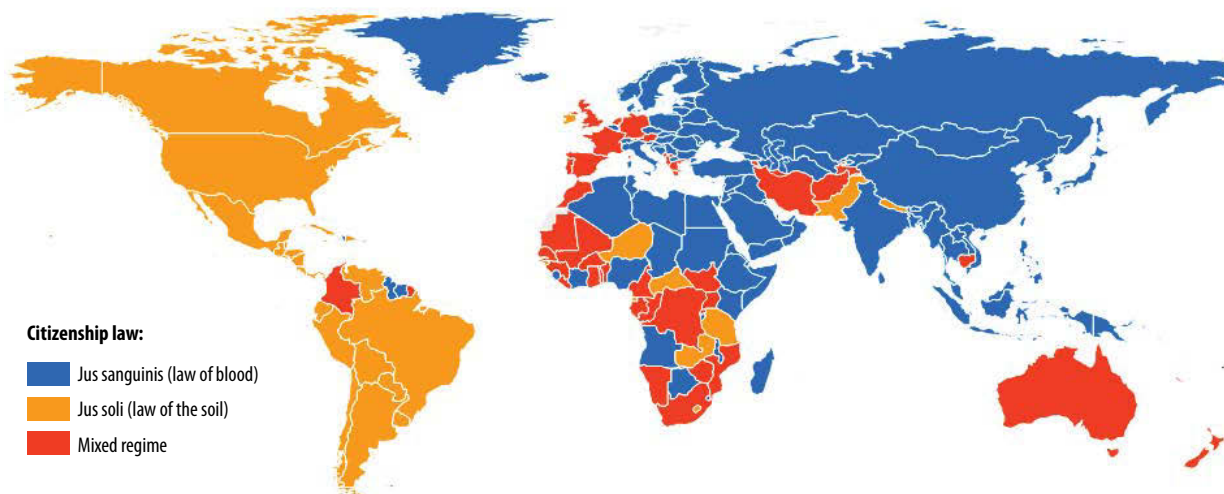 Citizenship law:
Jus sanguinis (law of blood)
Jus soli (law of the soil)
Mixed regime